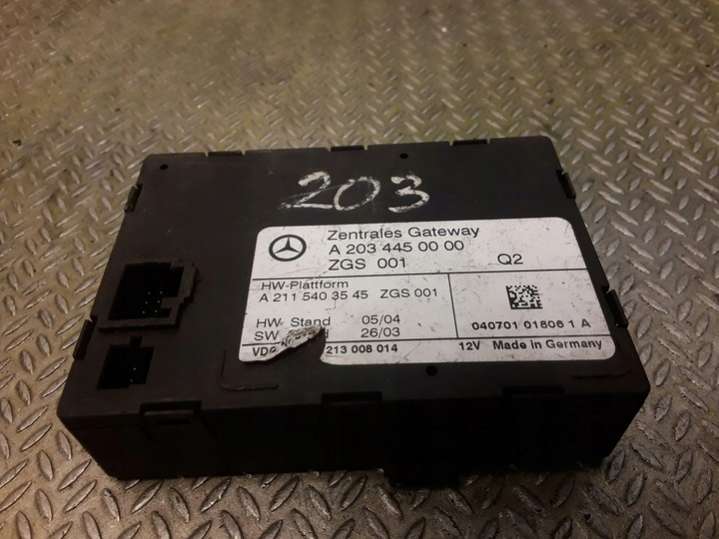 203
Zentrales Gateway
A 203 445 00 00
ZGS 001 Q2
HW-Plattform
A 211 540 35 45 ZGS 001
HW- Stand 05/04
SW 26/03
040701 01806 1 A
213 008 014 12V Made in Germany